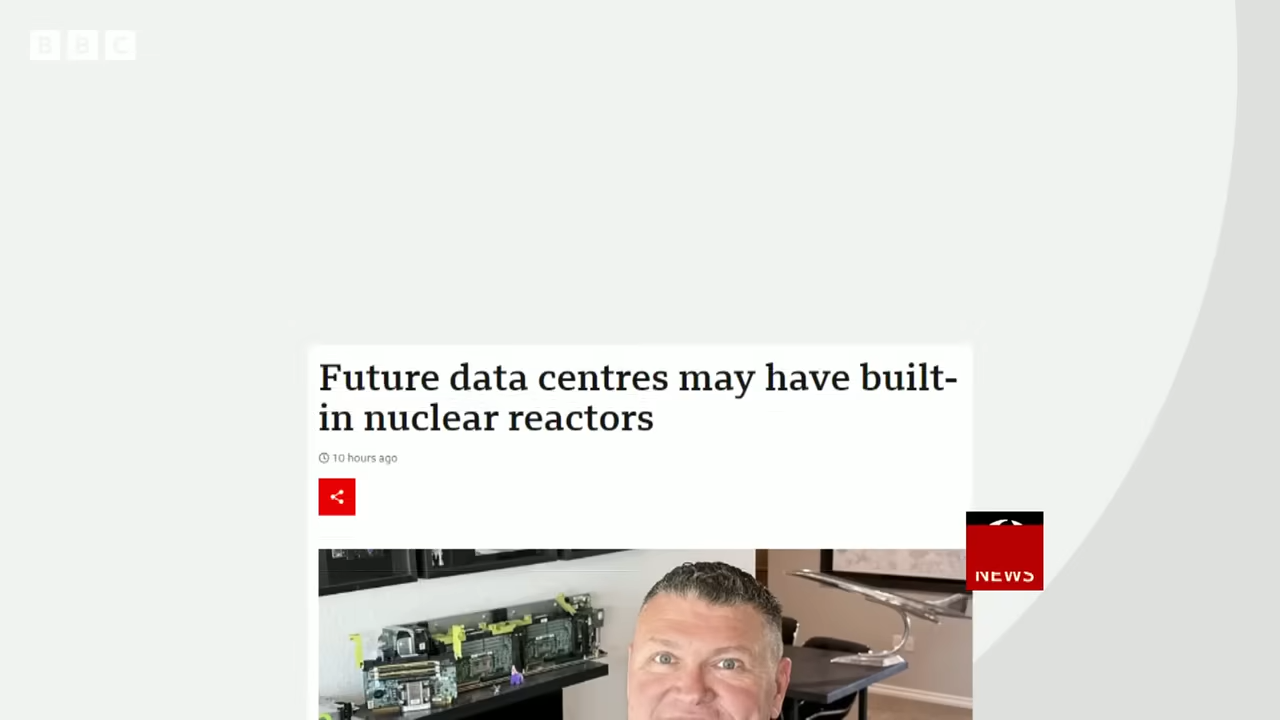 BBC
Future data centres may have built-
in nuclear reactors
10 hours ago
NEWS